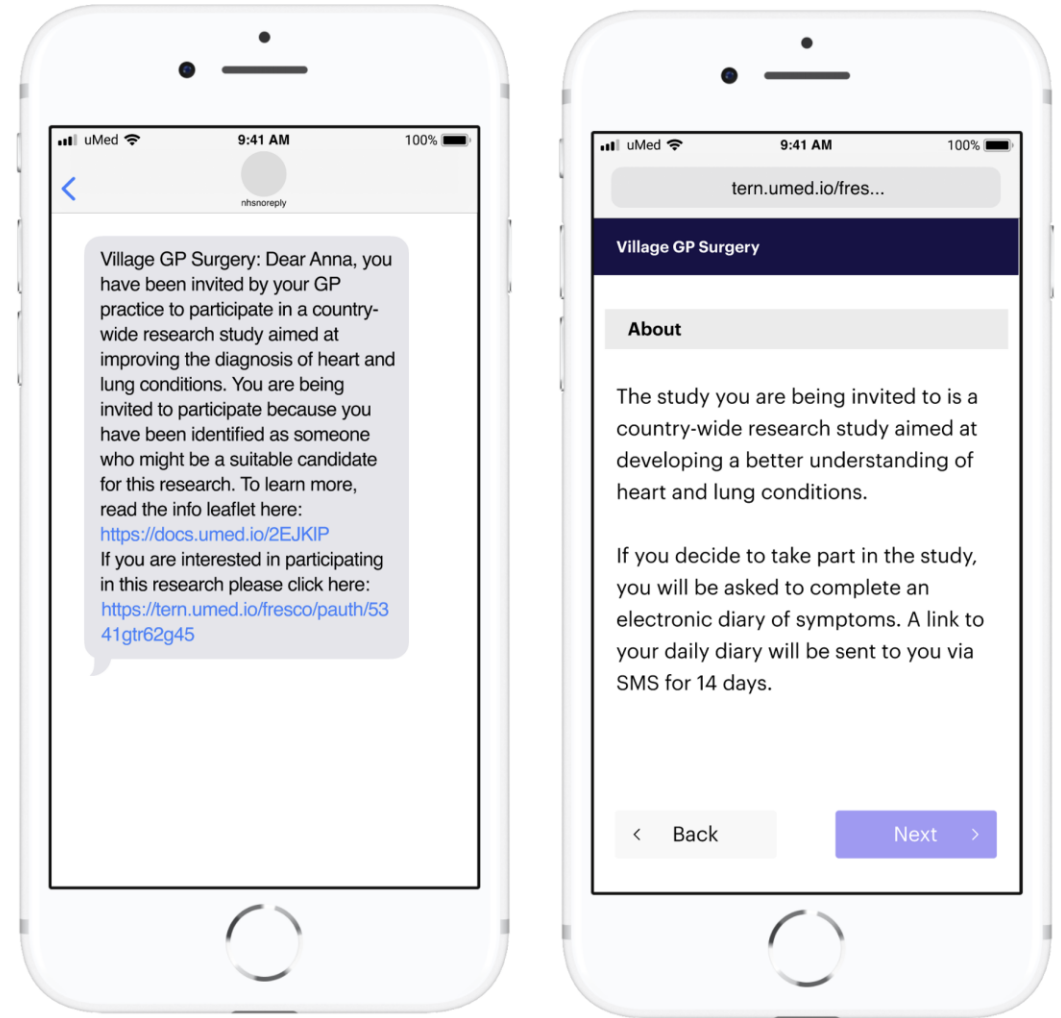 uMed 9:41 AM 100%
nhsnoreply
Village GP Surgery: Dear Anna, you
have been invited by your GP
practice to participate in a country-
wide research study aimed at
improving the diagnosis of heart and
lung conditions. You are being
invited to participate because you
have been identified as someone
who might be a suitable candidate
for this research. To learn more,
read the info leaflet here:
https://docs.umed.io/2EJKIP
If you are interested in participating
in this research please click here:
https://tern.umed.io/fresco/pauth/53
41gtr62g45
uMed 9:41 AM 100%
tern.umed.io/fres...
Village GP Surgery
About
The study you are being invited to is a
country-wide research study aimed at
developing a better understanding of
heart and lung conditions.
If you decide to take part in the study,
you will be asked to complete an
electronic diary of symptoms. A link to
your daily diary will be sent to you via
SMS for 14 days.
< Back
Next >